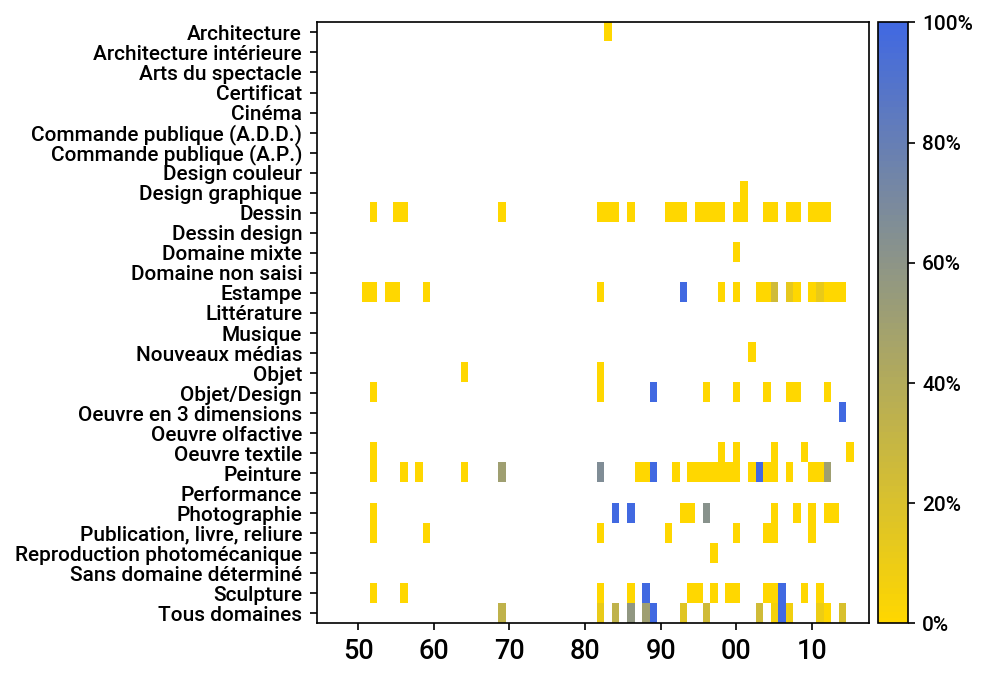 Architecture
Architecture intérieure
Arts du spectacle
Certificat
Cinéma
Commande publique (A.D.D.)
Commande publique (A.P.)
Design couleur
Design graphique
Dessin
Dessin design
Domaine mixte
Domaine non saisi
Estampe
Littérature
Musique
Nouveaux médias
Objet
Objet/Design
Oeuvre en 3 dimensions
Oeuvre olfactive
Oeuvre textile
Peinture
Performance
Photographie
Publication, livre, reliure
Reproduction photomécanique
Sans domaine déterminé
Sculpture
Tous domaines
50 60 70 80 90 00 10
100%
80%
60%
40%
20%
0%